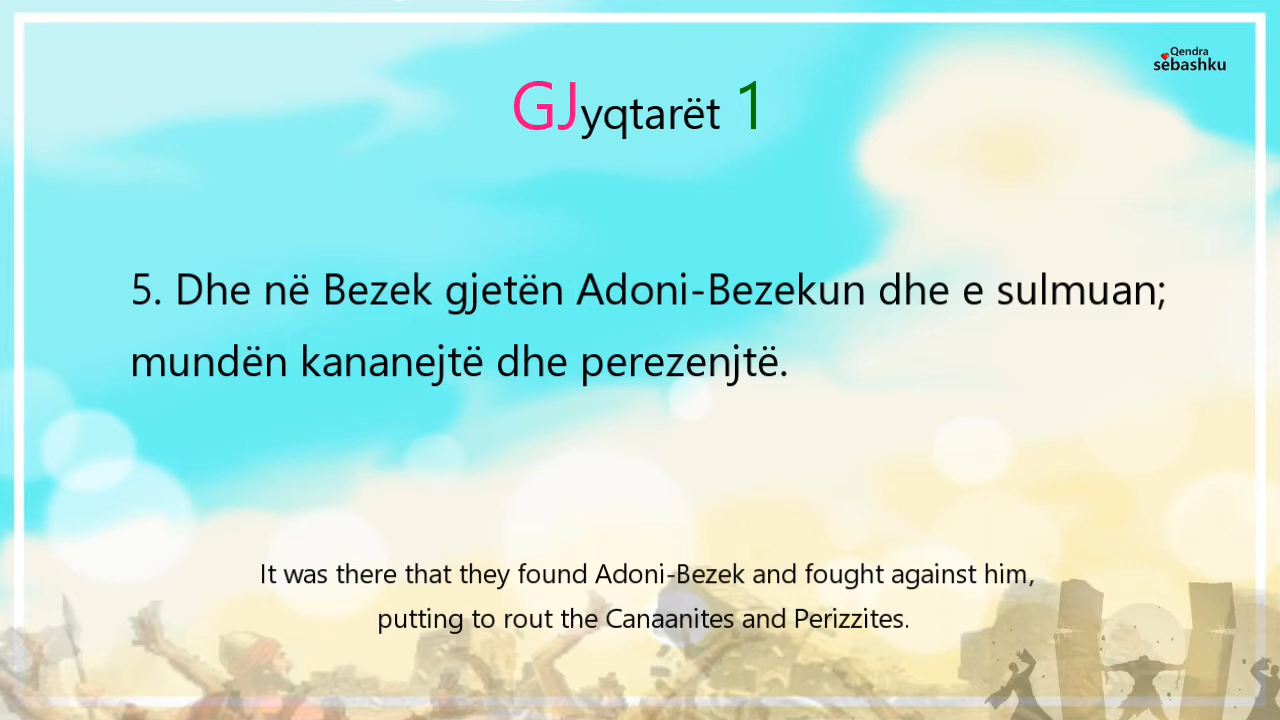 Qendra
sëbashku
GJyqtarët 1
5. Dhe në Bezek gjetën Adoni-Bezekun dhe e sulmuan;
mundën kananejtë dhe perezenjtë.
It was there that they found Adoni-Bezek and fought against him,
putting to rout the Canaanites and Perizzites.